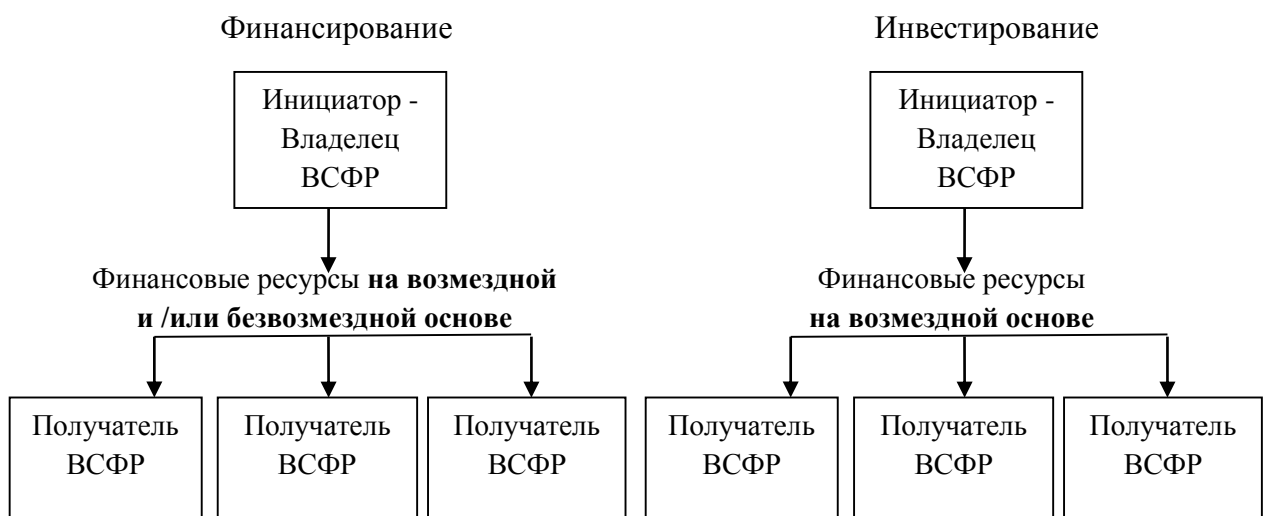 Финансирование
Инициатор -
Владелец
ВСФР
Финансовые ресурсы на возмездной
и /или безвозмездной основе
Получатель
ВСФР
Получатель
ВСФР
Получатель
ВСФР
Инвестирование
Инициатор -
Владелец
ВСФР
Финансовые ресурсы
на возмездной основе
Получатель
ВСФР
Получатель
ВСФР
Получатель
ВСФР